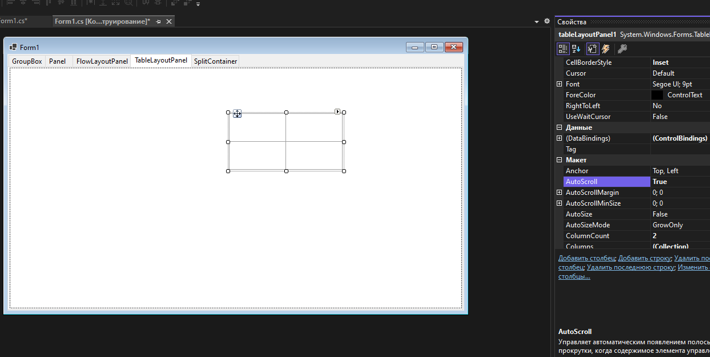 orm1.cs*
Form1.cs [Ко...труирование]*
Form1
GroupBox Panel FlowLayoutPanel TableLayoutPanel SplitContainer
Свойства
tableLayoutPanel1 System.Windows.Forms.Table
CellBorderStyle Inset
Cursor Default
Font Segoe UI; 9pt
ForeColor ControlText
RightToLeft No
UseWaitCursor False
Данные
(DataBindings) (ControlBindings)
Tag
Макет
Anchor Top, Left
AutoScroll True
AutoScrollMargin 0; 0
AutoScrollMinSize 0; 0
AutoSize False
AutoSizeMode GrowOnly
ColumnCount 2
Columns (Collection)
Добавить столбец; Добавить строку; Удалить пос
столбец; Удалить последнюю строку; Изменить
столбцы...
AutoScroll
Управляет автоматическим появлением полось
прокрутки, когда содержимое элемента управл